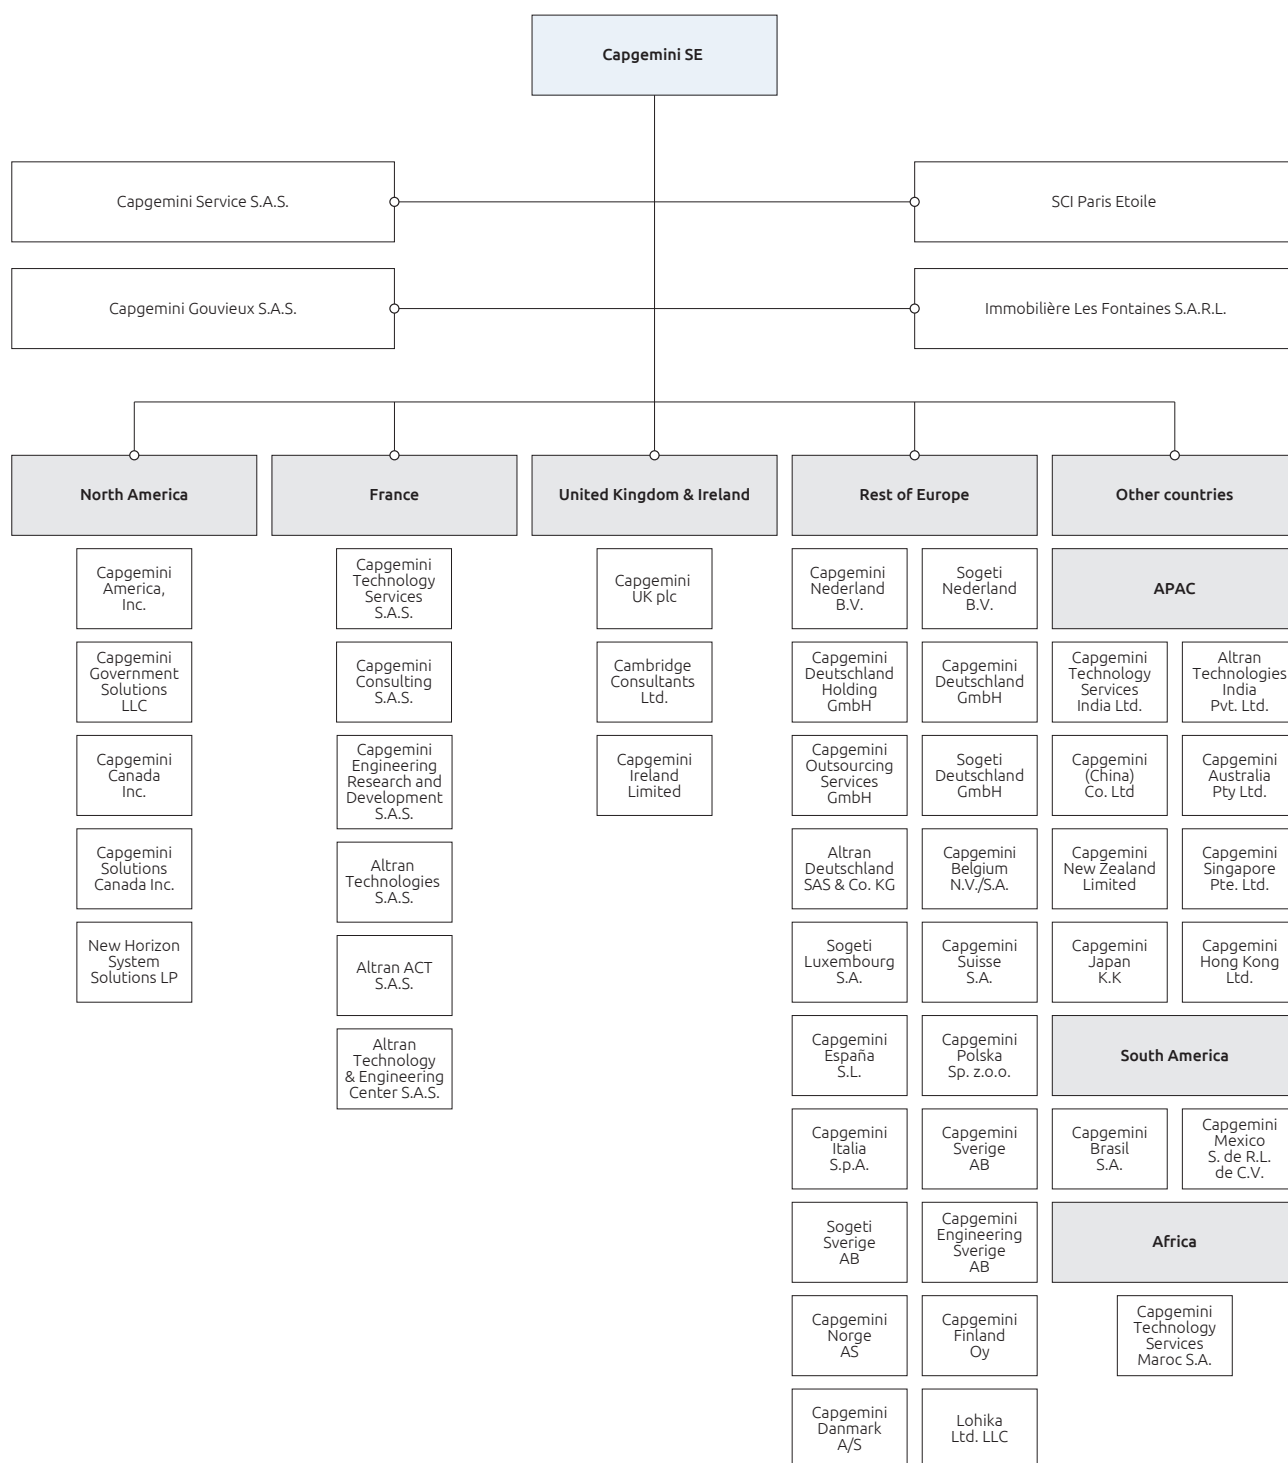 Capgemini SE
Capgemini Service S.A.S.
SCI Paris Etoile
Capgemini Gouvieux S.A.S.
Immobilière Les Fontaines S.A.R.L.
North America
France
United Kingdom & Ireland
Rest of Europe
Other countries
Capgemini
America,
Inc.
Capgemini
Government
Solutions
LLC
Capgemini
Canada
Inc.
Capgemini
Solutions
Canada Inc.
New Horizon
System
Solutions LP
Capgemini
Technology
Services
S.A.S.
Capgemini
Consulting
S.A.S.
Capgemini
Engineering
Research and
Development
S.A.S.
Altran
Technologies
S.A.S.
Altran ACT
S.A.S.
Altran
Technology
& Engineering
Center S.A.S.
Capgemini
UK plc
Cambridge
Consultants
Ltd.
Capgemini
Ireland
Limited
Capgemini
Nederland
B.V.
Sogeti
Nederland
B.V.
Capgemini
Deutschland
Holding
GmbH
Capgemini
Deutschland
GmbH
Capgemini
Outsourcing
Services
GmbH
Sogeti
Deutschland
GmbH
Altran
Deutschland
SAS & Co. KG
Capgemini
Belgium
N.V./S.A.
Sogeti
Luxembourg
S.A.
Capgemini
Suisse
S.A.
Capgemini
España
S.L.
Capgemini
Polska
Sp. z.o.o.
Capgemini
Italia
S.p.A.
Capgemini
Sverige
AB
Sogeti
Sverige
AB
Capgemini
Engineering
Sverige
AB
Capgemini
Norge
AS
Capgemini
Finland
Oy
Capgemini
Danmark
A/S
Lohika
Ltd. LLC
APAC
Capgemini
Technology
Services
India Ltd.
Altran
Technologies
India
Pvt. Ltd.
Capgemini
(China)
Co. Ltd
Capgemini
Australia
Pty Ltd.
Capgemini
New Zealand
Limited
Capgemini
Singapore
Pte. Ltd.
Capgemini
Japan
K.K
Capgemini
Hong Kong
Ltd.
South America
Capgemini
Brasil
S.A.
Capgemini
Mexico
S. de R.L.
de C.V.
Africa
Capgemini
Technology
Services
Maroc S.A.